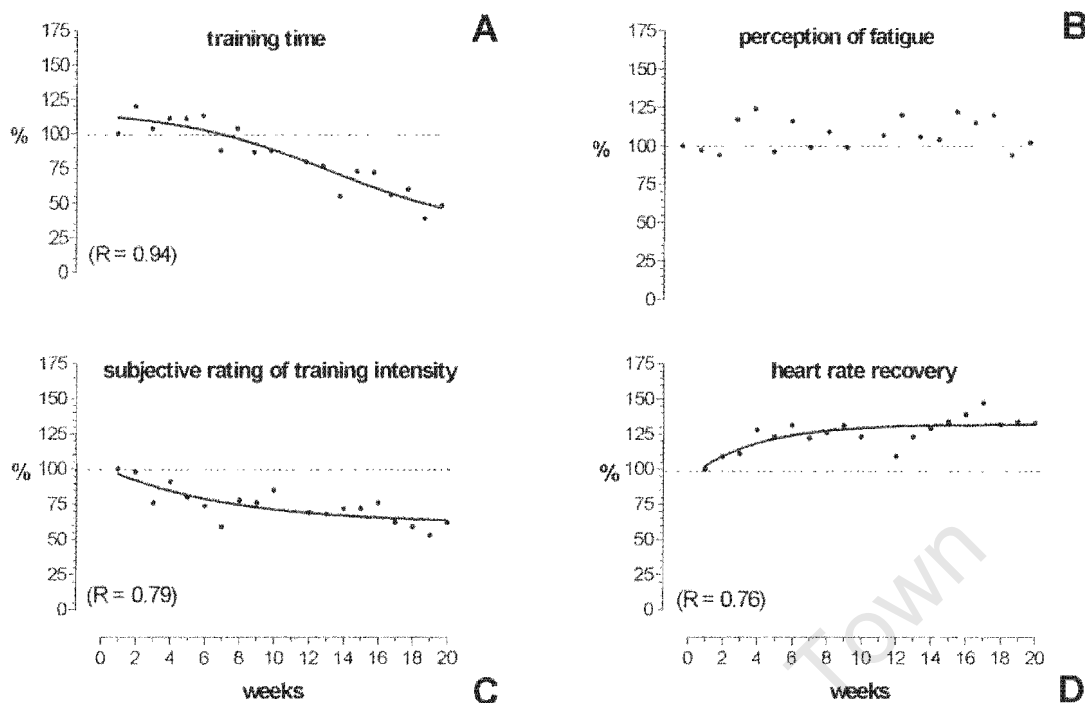 A
training time
175
150
125
100
75
50
25
0
%
(R = 0.94)
B
perception of fatigue
175
150
125
100
75
50
25
0
%
subjective rating of training intensity
175
150
125
100
75
50
25
0
%
(R = 0.79)
0 2 4 6 8 10 12 14 16 18 20
weeks
C
heart rate recovery
175
150
125
100
75
50
25
0
%
(R = 0.76)
0 2 4 6 8 10 12 14 16 18 20
weeks
D
Town